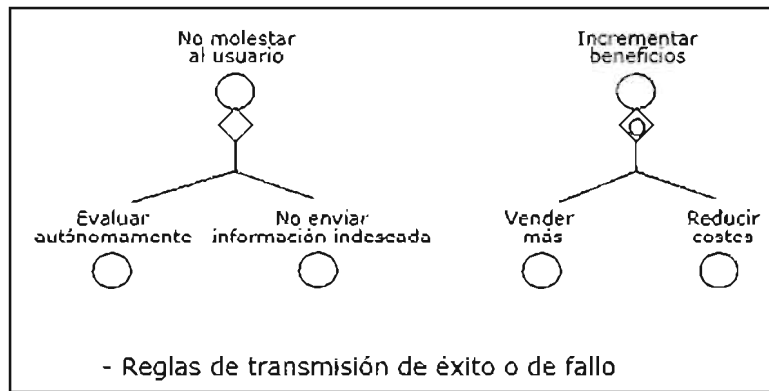 No molestar
al usuario
Incrementar
beneficios
Evaluar
autónomamente
No enviar
información indeseada
Vender
más
Reducir
costes
- Reglas de transmisión de éxito o de fallo